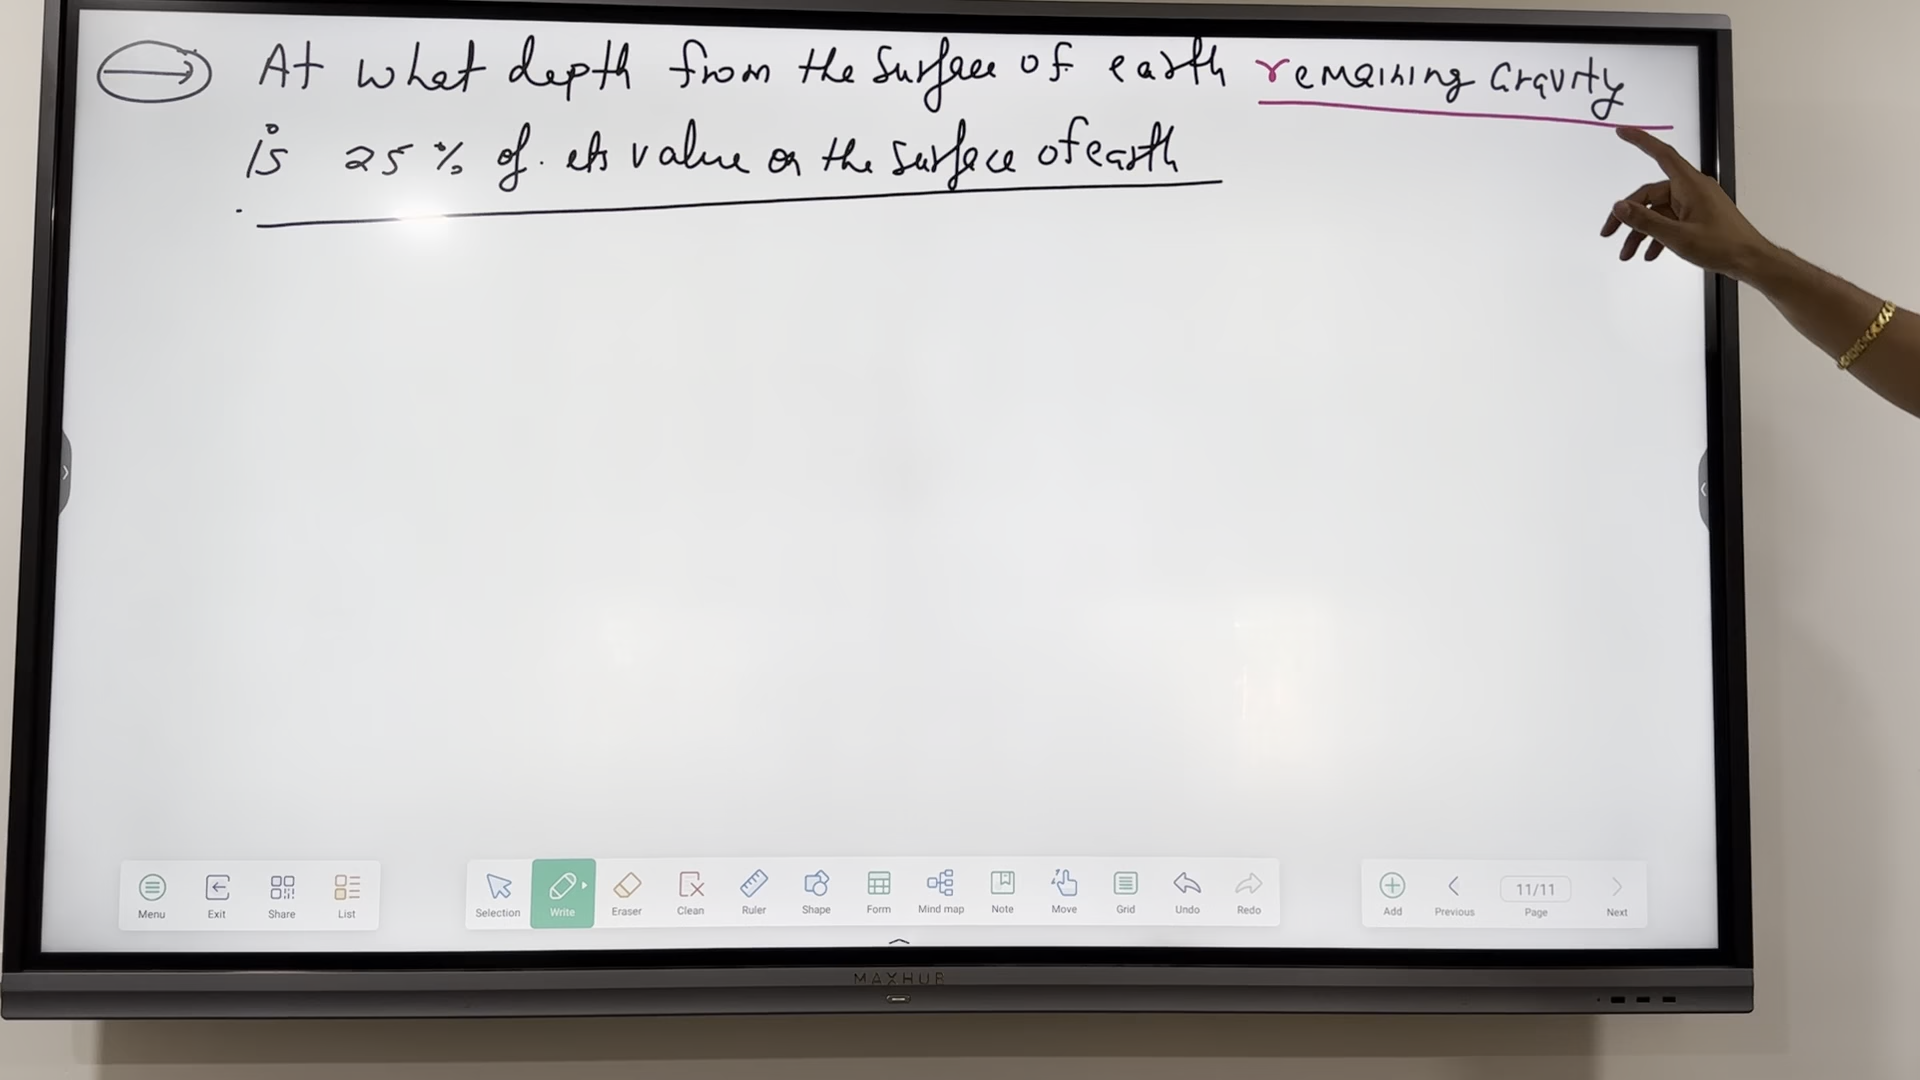 At what depth from the surface of earth remaining Gravity
is 25 % of its value on the surface of earth
Menu
Exit
Share
List
Selection
Write
Eraser
Clean
Ruler
Shape
Form
Mind map
Note
Move
Grid
Undo
Redo
Add
Previous
11/11
Page
Next
MAXHUB